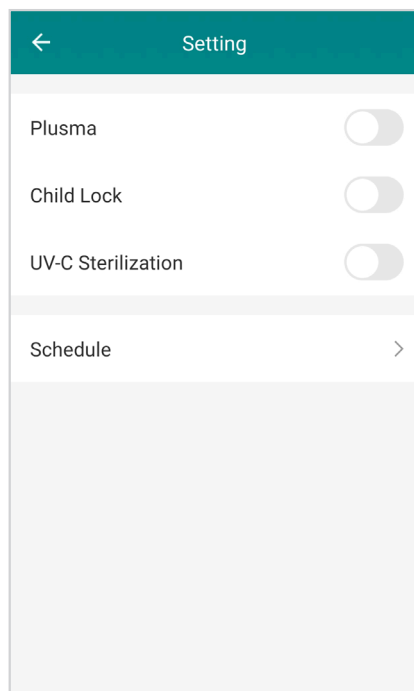 Setting
Plusma
Child Lock
UV-C Sterilization
Schedule